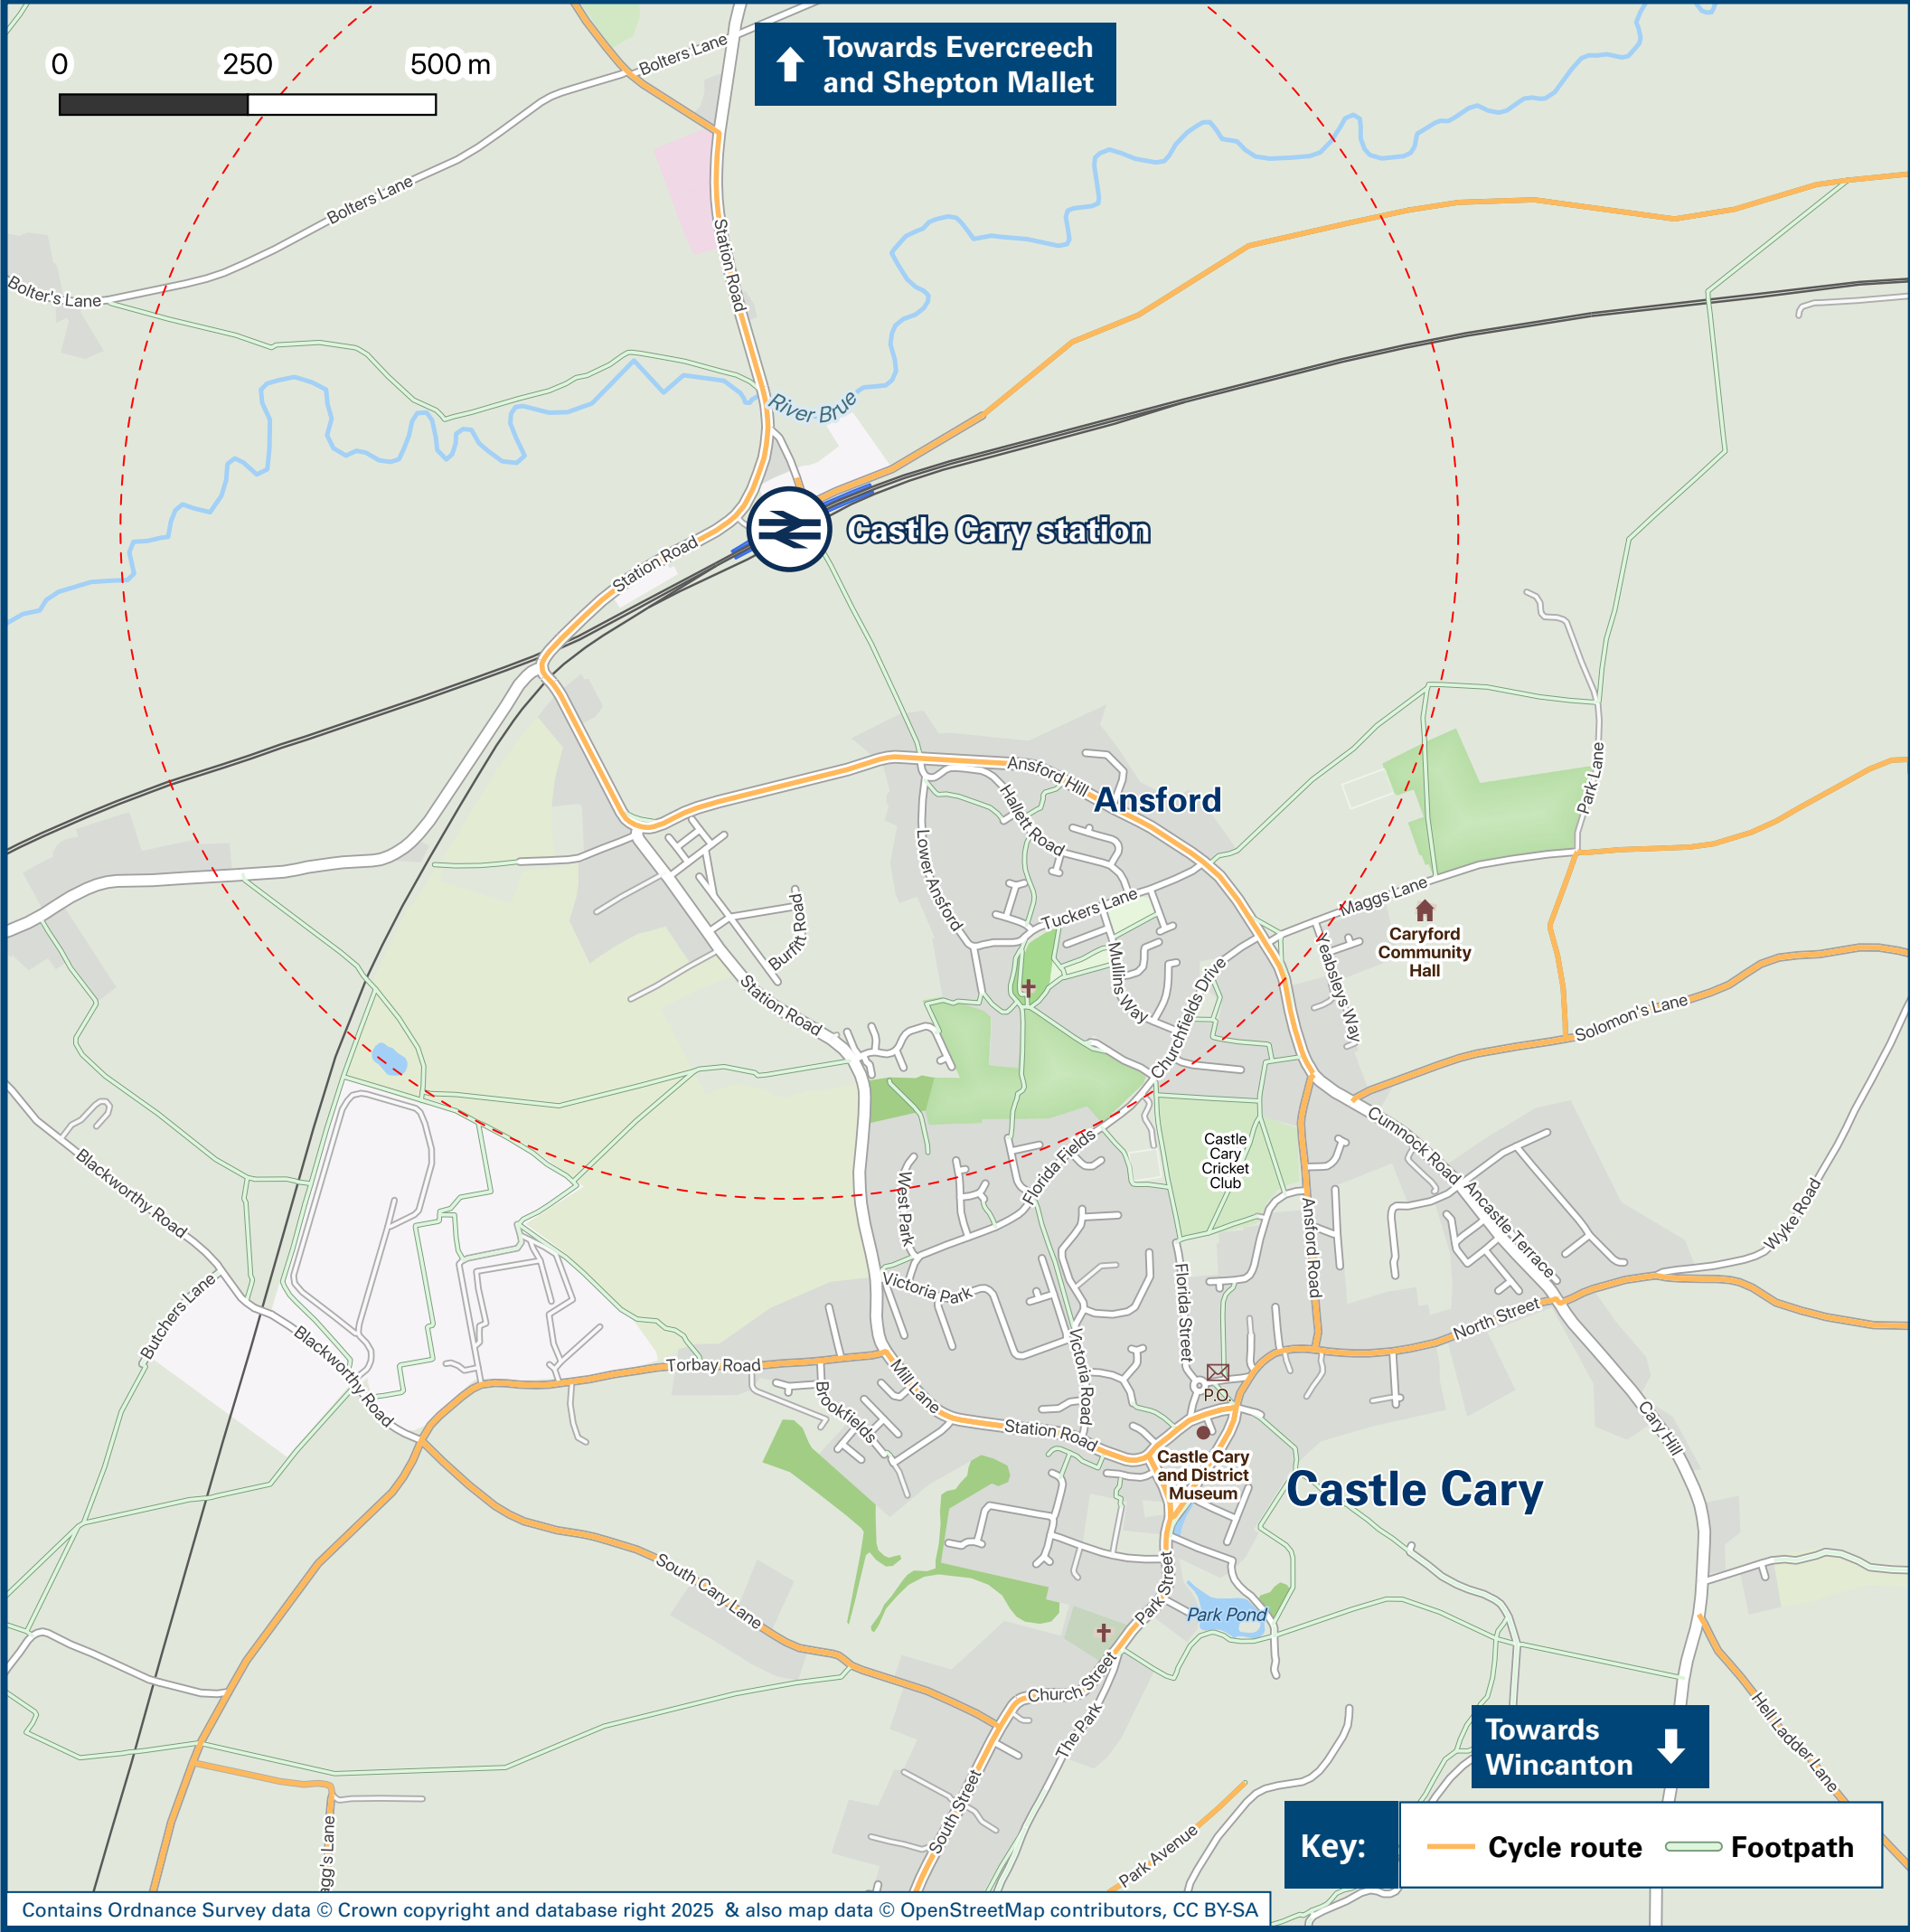 0 250 500 m
Towards Evercreech
and Shepton Mallet
Bolters Lane
Bolters Lane
Bolter's Lane
Station Road
River Brue
Castle Cary station
Station Road
Ansford Hill
Ansford
Hallett Road
Park Lane
Lower Ansford
Tuckers Lane
Maggs Lane
Caryford
Community
Hall
Burfitt Road
Mullins Way
Churchfields Drive
Yeabsleys Way
Station Road
Solomon's Lane
Cumnock Road
Castle
Cary
Cricket
Club
Blackworthy Road
West Park
Florida Fields
Ansford Road
Ancastle Terrace
Wyke Road
Butchers Lane
Victoria Park
Florida Street
North Street
Blackworthy Road
Torbay Road
Mill Lane
Victoria Road
P.O.
Brookfields
Station Road
Cary Hill
Castle Cary
and District
Museum
Castle Cary
South Cary Lane
Park Street
Park Pond
Church Street
The Park
Hell Ladder Lane
Towards
Wincanton
South Street
agg's Lane
Park Avenue
Key:
Cycle route
Footpath
Contains Ordnance Survey data © Crown copyright and database right 2025 & also map data © OpenStreetMap contributors, CC BY-SA